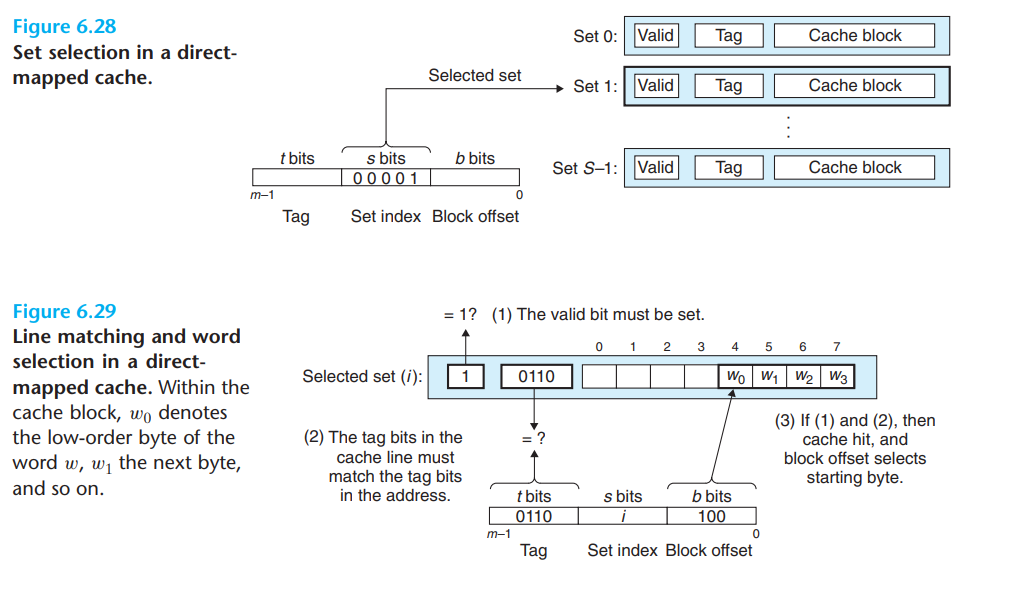 Figure 6.28
Set selection in a direct-
mapped cache.
Set 0: Valid Tag Cache block
Selected set
Set 1: Valid Tag Cache block
t bits s bits b bits
Set S–1: Valid Tag Cache block
0 0 0 0 1
m–1 0
Tag Set index Block offset
Figure 6.29
Line matching and word
selection in a direct-
mapped cache. Within the
cache block, w0 denotes
the low-order byte of the
word w, w1 the next byte,
and so on.
= 1? (1) The valid bit must be set.
0 1 2 3 4 5 6 7
Selected set (i): 1 0110 w0 w1 w2 w3
(2) The tag bits in the
cache line must
match the tag bits
in the address.
= ?
(3) If (1) and (2), then
cache hit, and
block offset selects
starting byte.
t bits s bits b bits
0110 i 100
m–1 0
Tag Set index Block offset